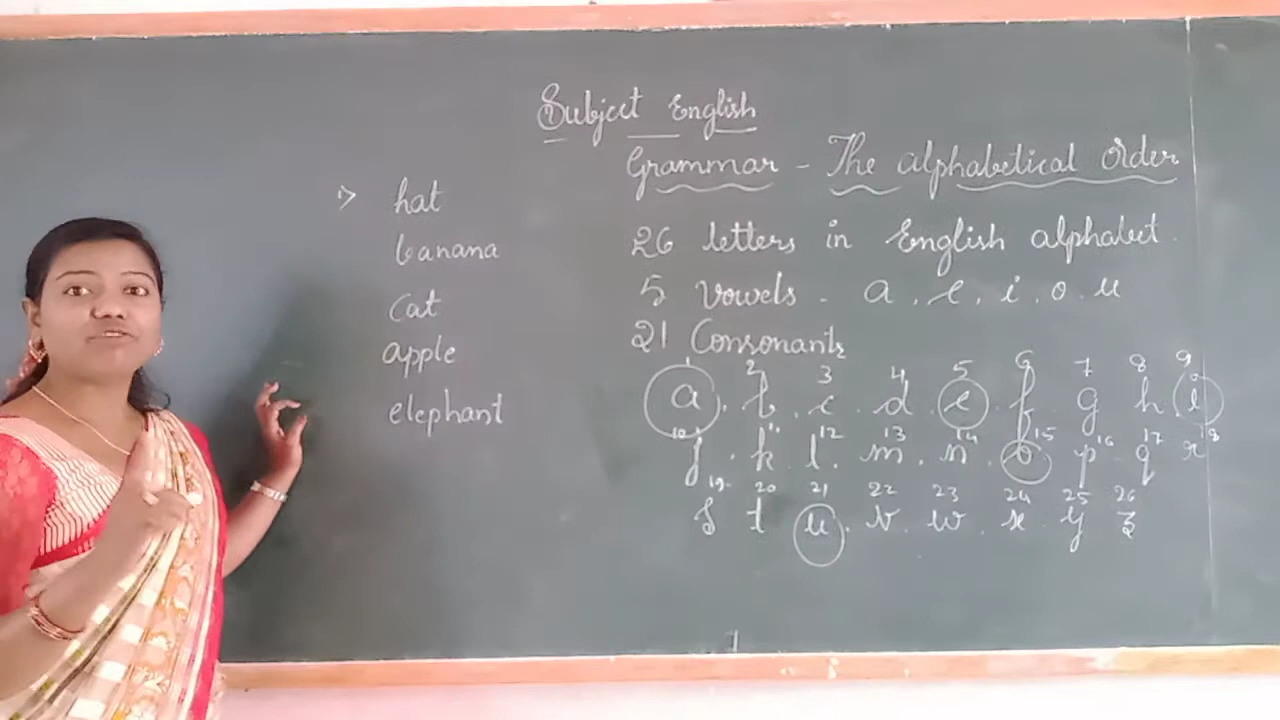 Subject English
Grammar - The alphabetical Order
hat
banana
cat
apple
elephant
26 letters in English alphabet.
5 vowels - a, e, i, o, u
21 Consonants
1 2 3 4 5 6 7 8 9
a, b, c, d, e, f g h i
10 11 12 13 14 15 16 17 18
j, k l, m, n, o p q r
19 20 21 22 23 24 25 26
s t u, v, w, x y z